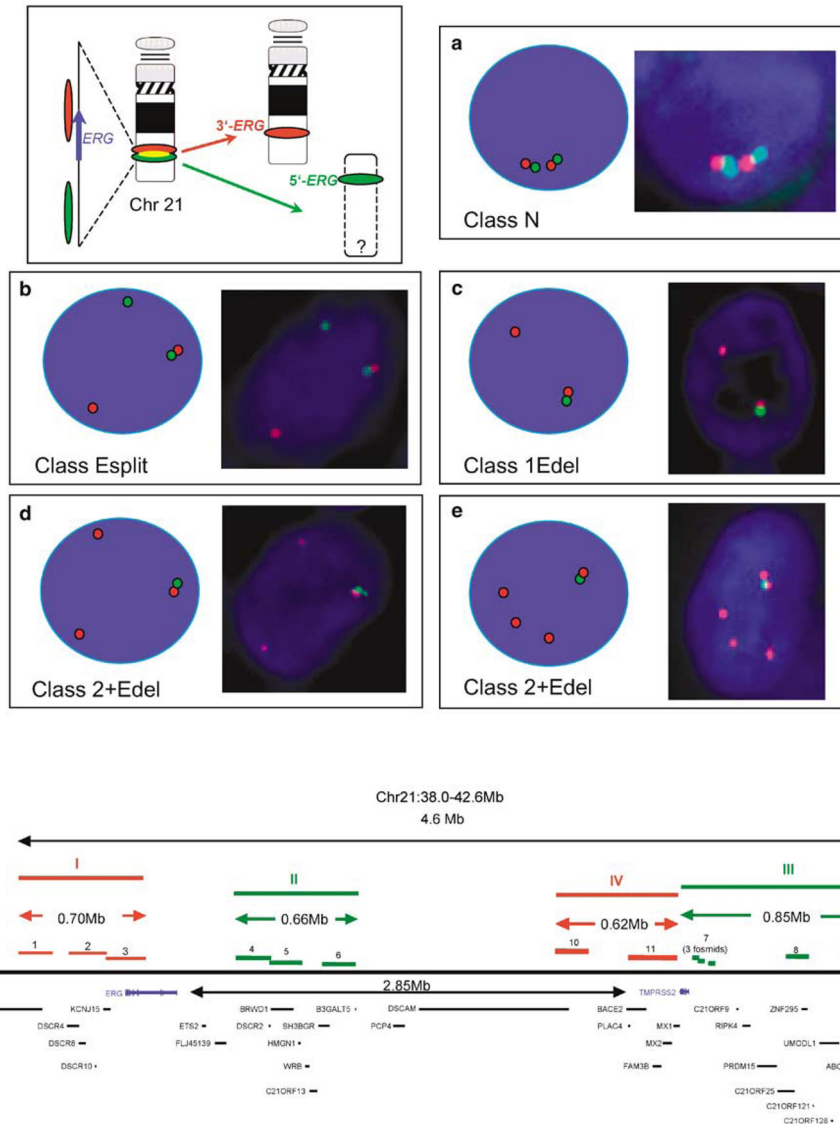 ERG
3'-ERG
5'-ERG
Chr 21
?
a
Class N
b
Class Esplit
c
Class 1Edel
d
Class 2+Edel
e
Class 2+Edel
Chr21:38.0-42.6Mb
4.6 Mb
I
II
IV
III
0.70Mb
0.66Mb
0.62Mb
0.85Mb
1
2
3
4
5
6
10
11
7
(3 fosmids)
8
2.85Mb
ERG
TMPRSS2
KCNJ15
BRWD1
B3GALT5
DSCAM
BACE2
C21ORF9
ZNF295
DSCR4
ETS2
DSCR2
SH3BGR
PCP4
PLAC4
MX1
RIPK4
DSCR8
FLJ45139
HMGN1
MX2
UMODL1
DSCR10
WRB
FAM3B
PRDM15
ABC
C21ORF13
C21ORF25
C21ORF121
C21ORF128